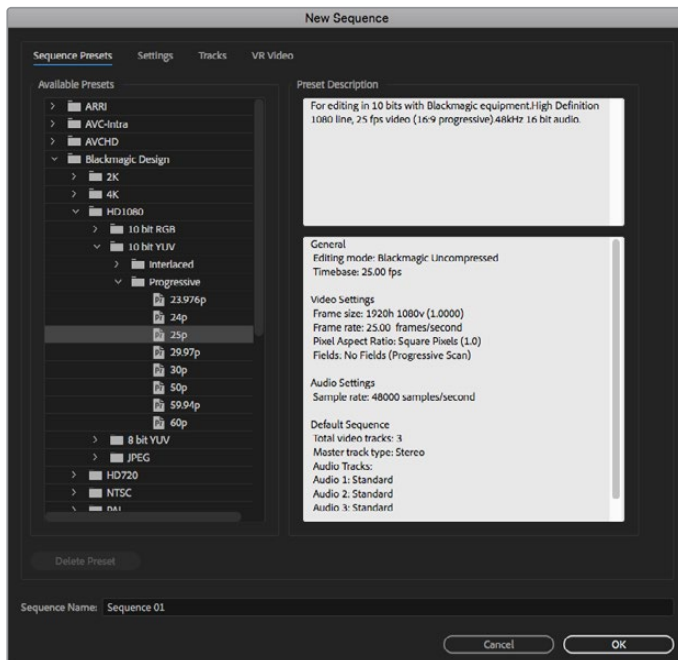 New Sequence
Sequence Presets Settings Tracks VR Video
Available Presets
ARRI
AVC-Intra
AVCHD
Blackmagic Design
2K
4K
HD1080
10 bit RGB
10 bit YUV
Interlaced
Progressive
23.976p
24p
25p
29.97p
30p
50p
59.94p
60p
8 bit YUV
JPEG
HD720
NTSC
PAL
Preset Description
For editing in 10 bits with Blackmagic equipment.High Definition
1080 line, 25 fps video (16:9 progressive).48kHz 16 bit audio.
General
Editing mode: Blackmagic Uncompressed
Timebase: 25.00 fps
Video Settings
Frame size: 1920h 1080v (1.0000)
Frame rate: 25.00 frames/second
Pixel Aspect Ratio: Square Pixels (1.0)
Fields: No Fields (Progressive Scan)
Audio Settings
Sample rate: 48000 samples/second
Default Sequence
Total video tracks: 3
Master track type: Stereo
Audio Tracks:
Audio 1: Standard
Audio 2: Standard
Audio 3: Standard
Delete Preset
Sequence Name: Sequence 01
Cancel OK